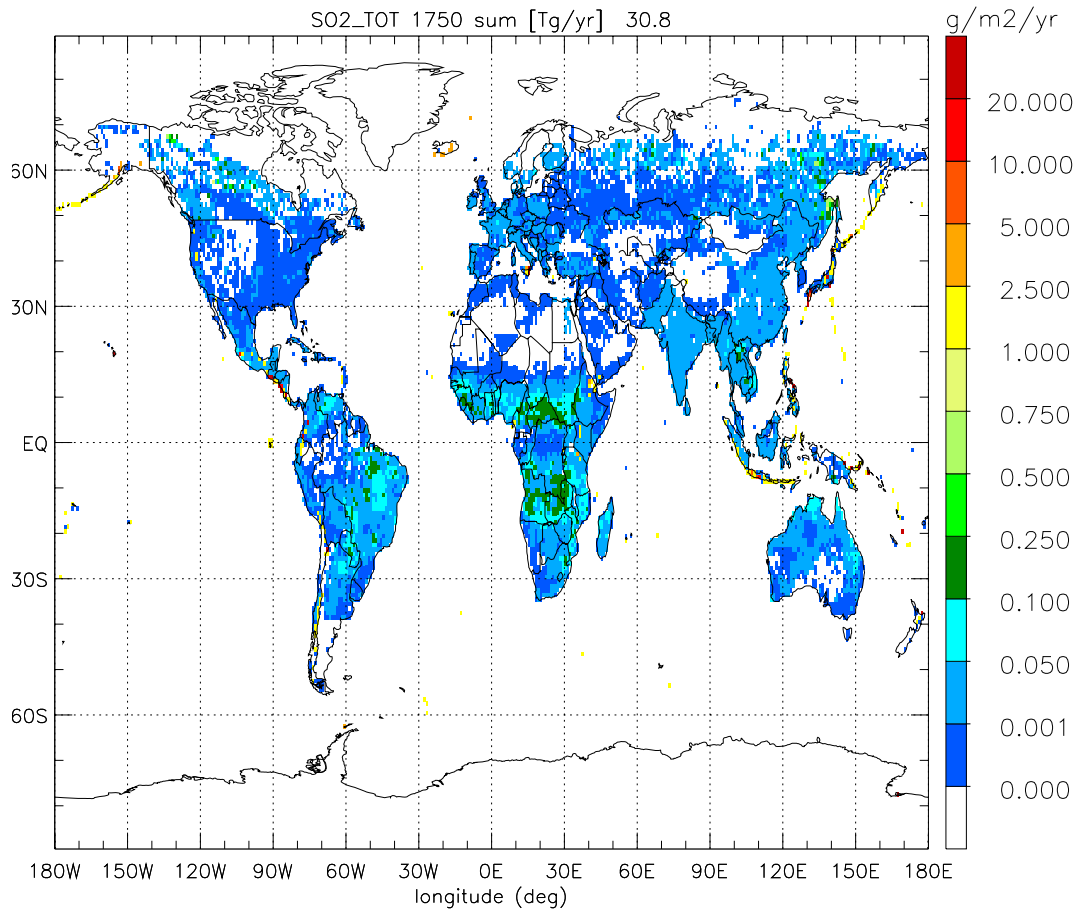 SO2_TOT 1750 sum [Tg/yr] 30.8
g/m2/yr
20.000
10.000
5.000
2.500
1.000
0.750
0.500
0.250
0.100
0.050
0.001
0.000
60N
30N
EQ
30S
60S
180W 150W 120W 90W 60W 30W 0E 30E 60E 90E 120E 150E 180E
longitude (deg)